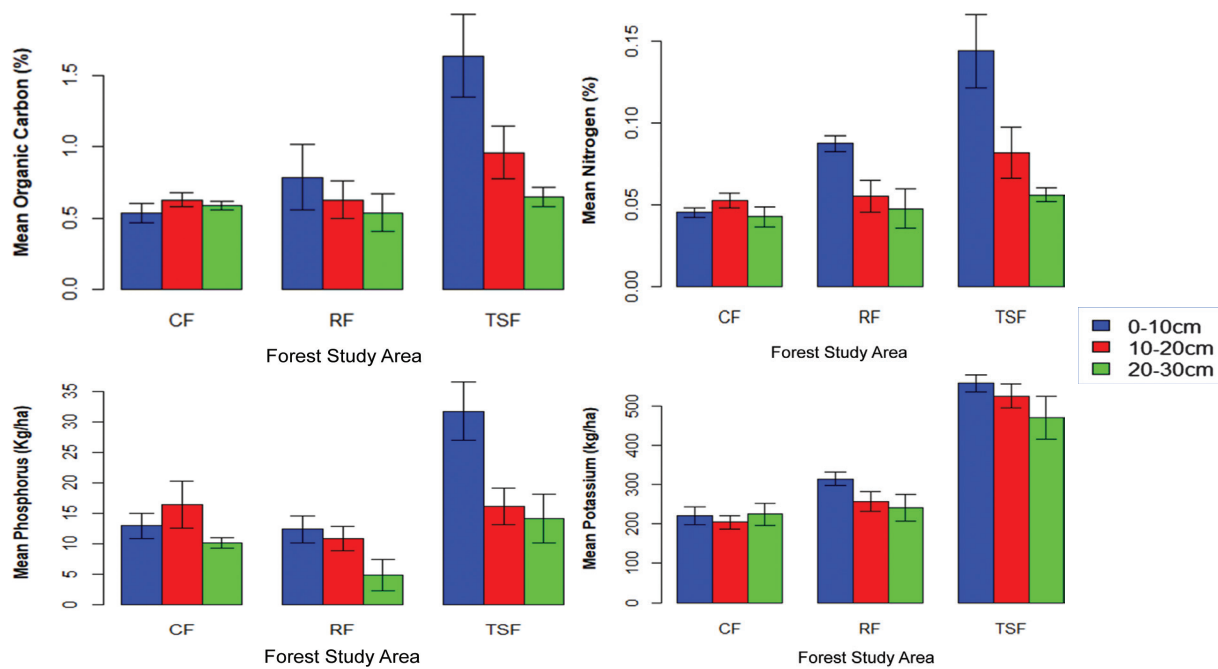 Mean Organic Carbon (%)
0.0 0.5 1.0 1.5
CF RF TSF
Forest Study Area
Mean Nitrogen (%)
0.00 0.05 0.10 0.15
CF RF TSF
Forest Study Area
0-10cm
10-20cm
20-30cm
Mean Phosphorus (Kg/ha)
0 5 10 15 20 25 30 35
CF RF TSF
Forest Study Area
Mean Potassium (kg/ha)
0 100 200 300 400 500
CF RF TSF
Forest Study Area